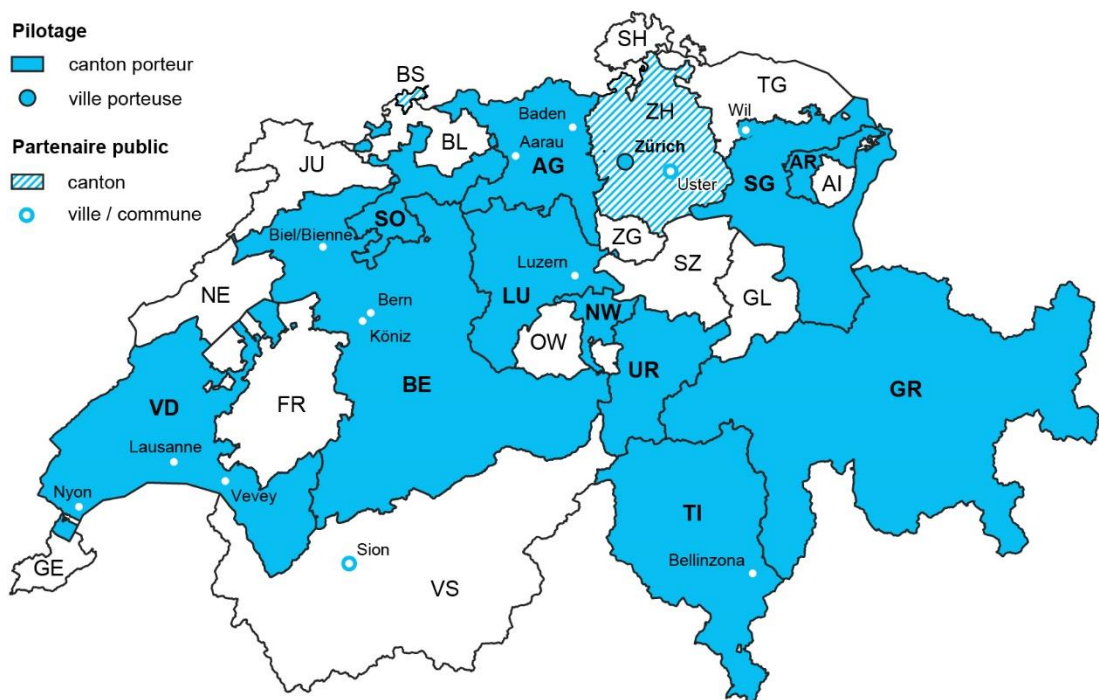 Pilotage
canton porteur
ville porteuse
Partenaire public
canton
ville / commune
SH
BS
TG
ZH
Wil
Baden
BL
Aarau
Zürich
JU
AG
AR
Uster
SG
AI
SO
Biel/Bienne
ZG
SZ
Luzern
NE
LU
GL
Bern
NW
Köniz
OW
UR
BE
GR
FR
VD
Lausanne
Nyon
Vevey
TI
Sion
Bellinzona
GE
VS